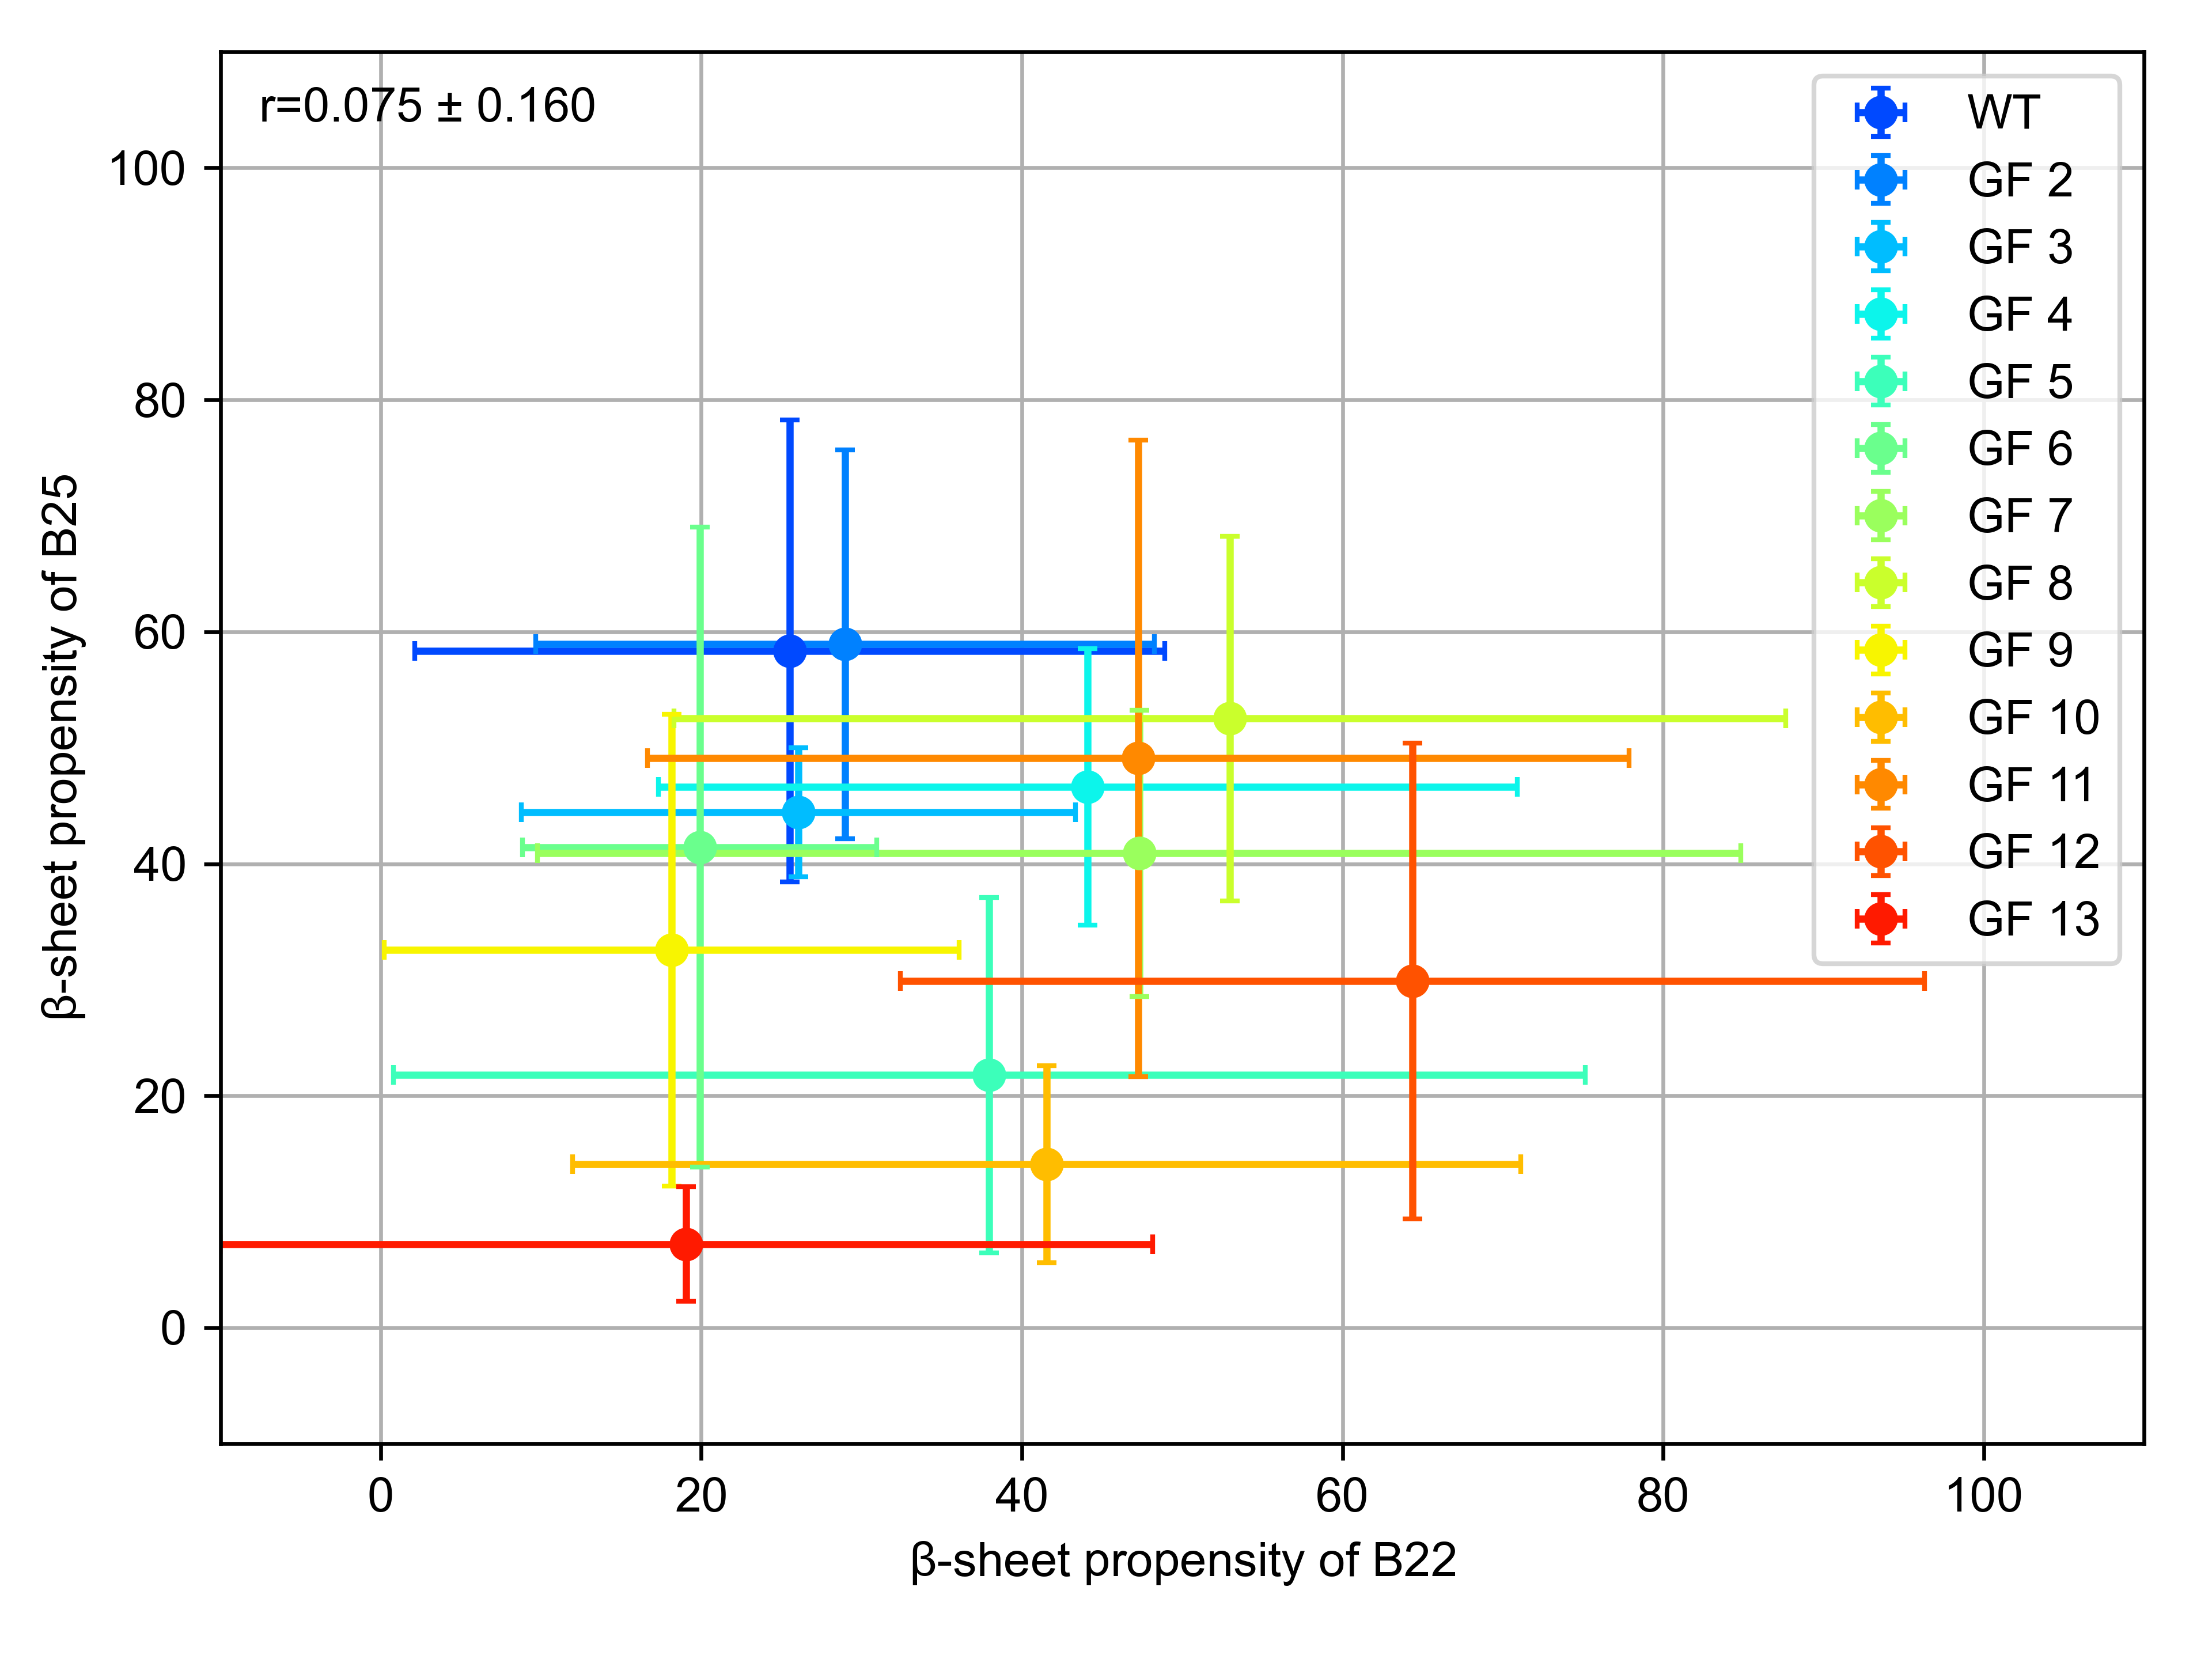 r=0.075 ± 0.160
WT
GF 2
GF 3
GF 4
GF 5
GF 6
GF 7
GF 8
GF 9
GF 10
GF 11
GF 12
GF 13
β-sheet propensity of B25
100
80
60
40
20
0
0 20 40 60 80 100
β-sheet propensity of B22